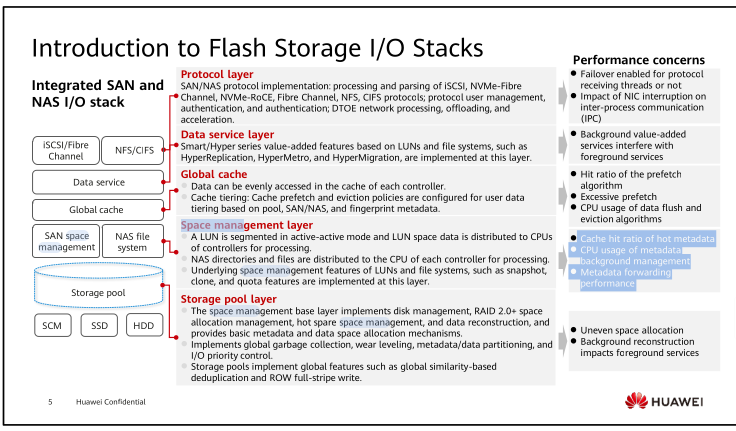 Introduction to Flash Storage I/O Stacks
Integrated SAN and
NAS I/O stack
iSCSI/Fibre
Channel
NFS/CIFS
Data service
Global cache
SAN space
management
NAS file
system
Storage pool
SCM
SSD
HDD
Protocol layer
SAN/NAS protocol implementation: processing and parsing of iSCSI, NVMe-Fibre
Channel, NVMe-RoCE, Fibre Channel, NFS, CIFS protocols; protocol user management,
authentication, and authentication; DTOE network processing, offloading, and
acceleration.
Data service layer
Smart/Hyper series value-added features based on LUNs and file systems, such as
HyperReplication, HyperMetro, and HyperMigration, are implemented at this layer.
Global cache
Data can be evenly accessed in the cache of each controller.
Cache tiering: Cache prefetch and eviction policies are configured for user data
tiering based on pool, SAN/NAS, and fingerprint metadata.
Space management layer
A LUN is segmented in active-active mode and LUN space data is distributed to CPUs
of controllers for processing.
NAS directories and files are distributed to the CPU of each controller for processing.
Underlying space management features of LUNs and file systems, such as snapshot,
clone, and quota features are implemented at this layer.
Storage pool layer
The space management base layer implements disk management, RAID 2.0+ space
allocation management, hot spare space management, and data reconstruction, and
provides basic metadata and data space allocation mechanisms.
Implements global garbage collection, wear leveling, metadata/data partitioning, and
I/O priority control.
Storage pools implement global features such as global similarity-based
deduplication and ROW full-stripe write.
Performance concerns
Failover enabled for protocol
receiving threads or not
Impact of NIC interruption on
inter-process communication
(IPC)
Background value-added
services interfere with
foreground services
Hit ratio of the prefetch
algorithm
Excessive prefetch
CPU usage of data flush and
eviction algorithms
Cache hit ratio of hot metadata
CPU usage of metadata
background management
Metadata forwarding
performance
Uneven space allocation
Background reconstruction
impacts foreground services
5 Huawei Confidential
HUAWEI